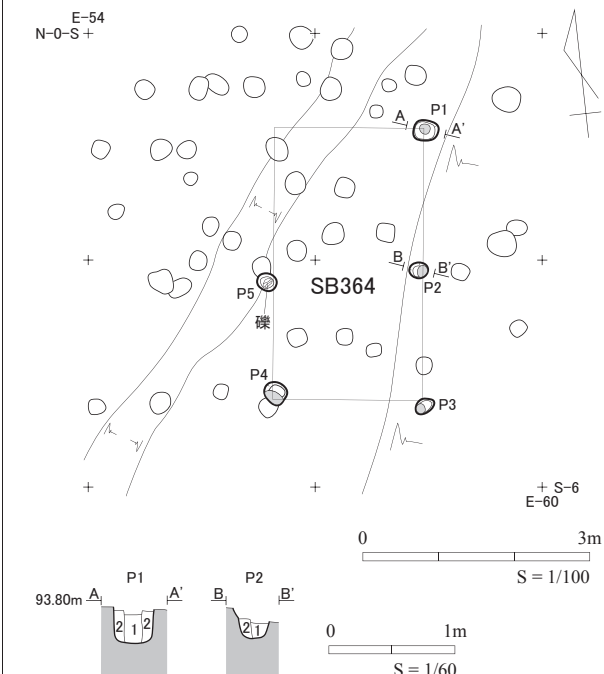 E-54
N-0-S
P1
A A'
B B'
P2
P5 SB364
礫
P4
P3
S-6
E-60
0 3m
S = 1/100
P1 P2
93.80m A A' B B'
2 1 2 2 1
0 1m
S = 1/60